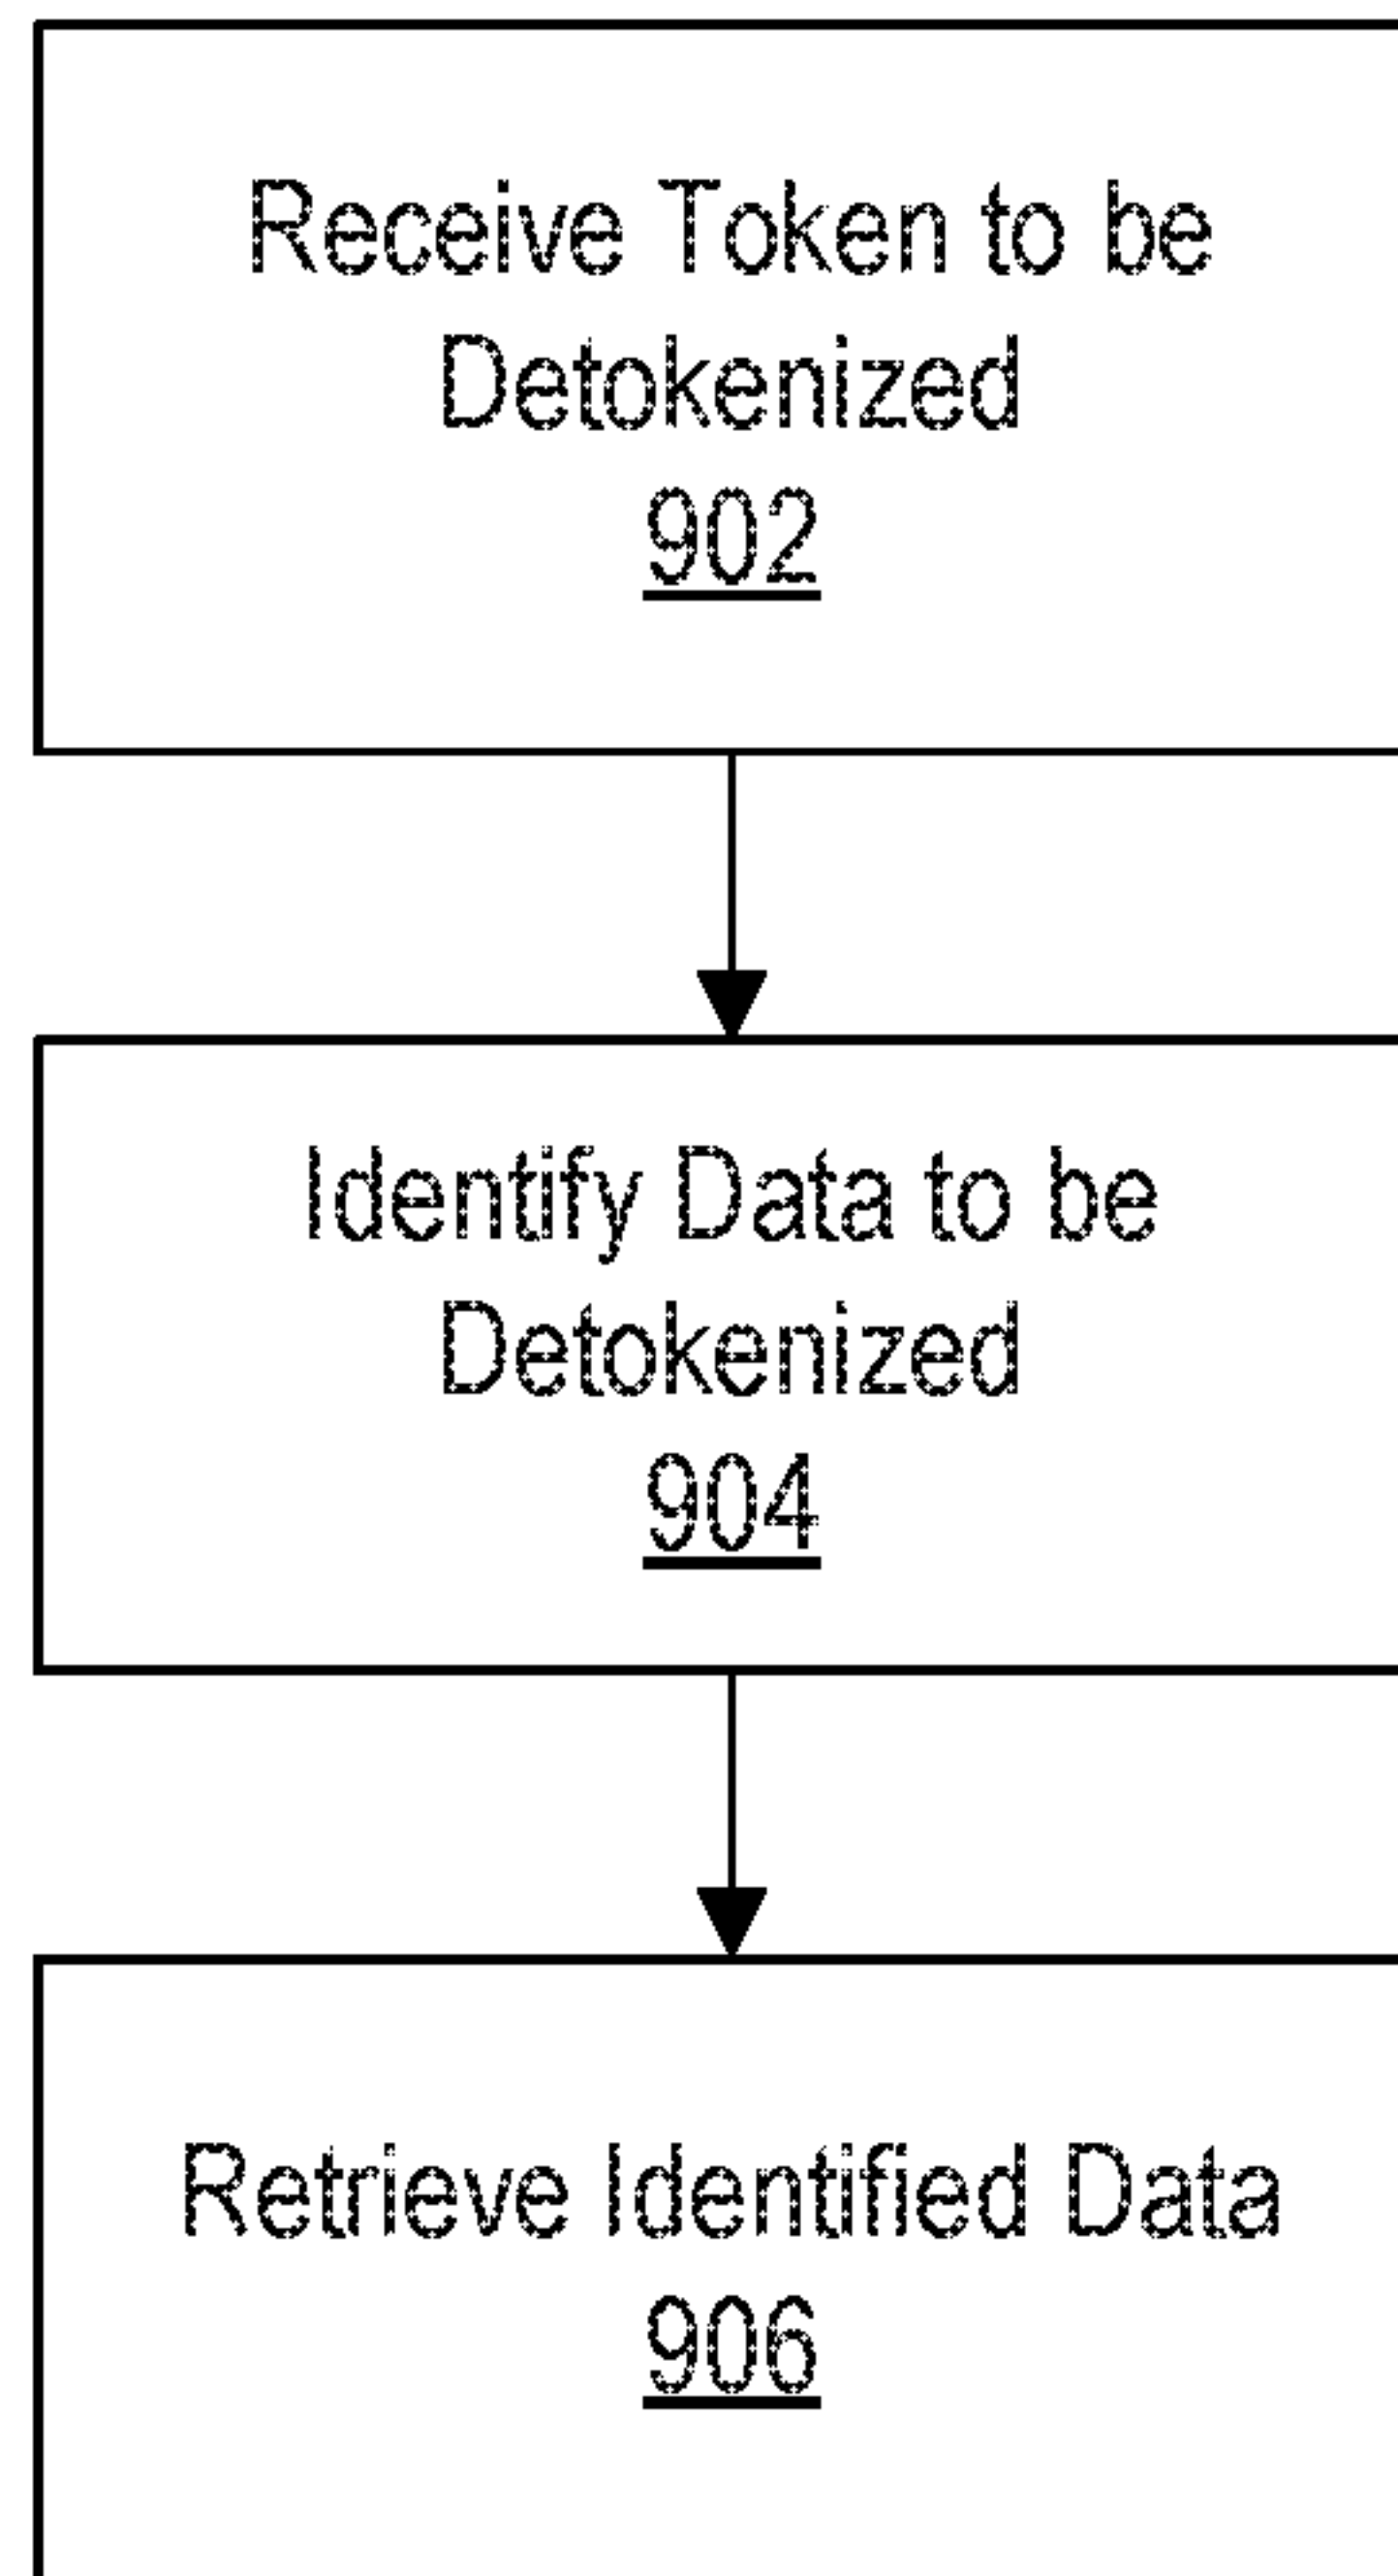 Receive Token to be
Detokenized
902
Identify Data to be
Detokenized
904
Retrieve Identified Data
906